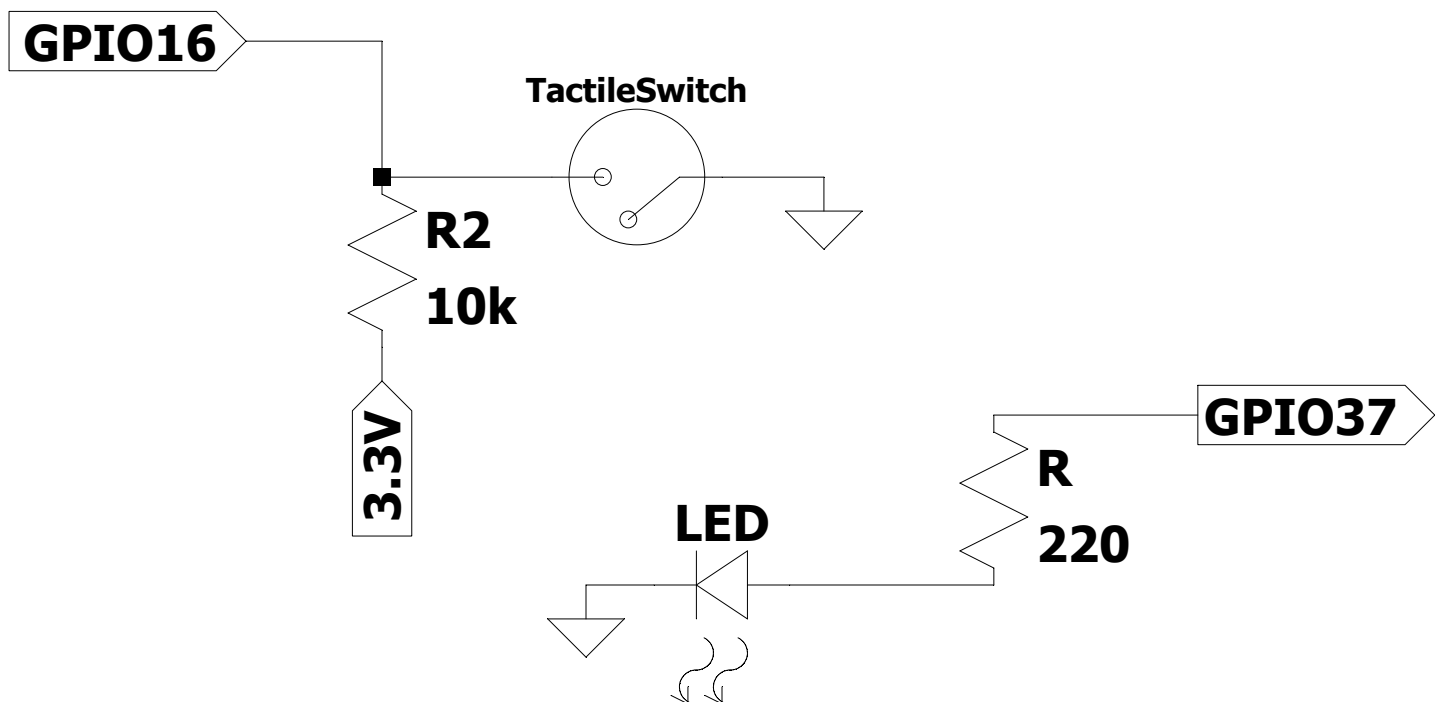 GPIO16
TactileSwitch
R2
10k
3.3V
GPIO37
R
220
LED